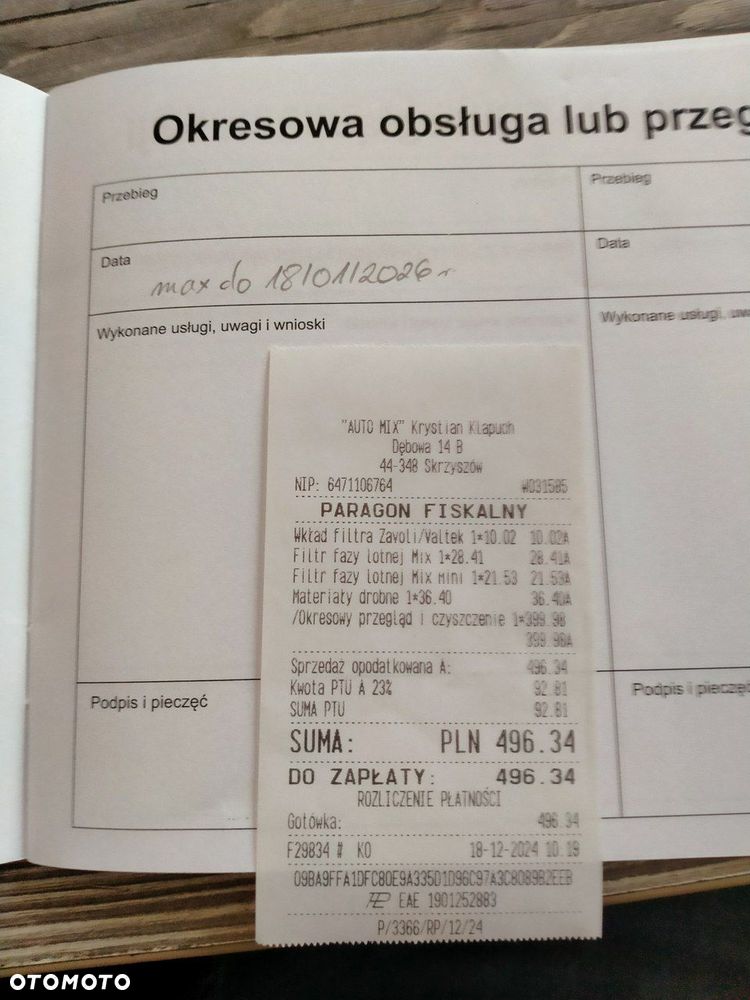 Okresowa obsługa lub przeg
Przebieg
Przebieg
Data
max do 18/01/2026 r
Data
Wykonane usługi, uwagi i wnioski
Wykonane usługi, uw
"AUTO MIX" Krystian Klapuch
Dębowa 14 B
44-348 Skrzyszów
NIP: 6471106764 W031585
PARAGON FISKALNY
Wkład filtra Zavoli/Valtek 1*10.02 10.02A
Filtr fazy lotnej Mix 1*28.41 28.41A
Filtr fazy lotnej Mix mini 1*21.53 21.53A
Materiały drobne 1*36.40 36.40A
/Okresowy przegląd i czyszczenie 1*399.98
399.98A
Sprzedaż opodatkowana A: 496.34
Kwota PTU A 23% 92.81
SUMA PTU 92.81
SUMA: PLN 496.34
DO ZAPŁATY: 496.34
ROZLICZENIE PŁATNOŚCI
Gotówka: 496.34
F29834 # KO 18-12-2024 10:19
09BA9FFA1DFC80E9A335D1D96C97A3C8089B2EEB
EAE 1901252883
P/3366/RP/12/24
Podpis i pieczęć
Podpis i pieczęć
OTOMOTO